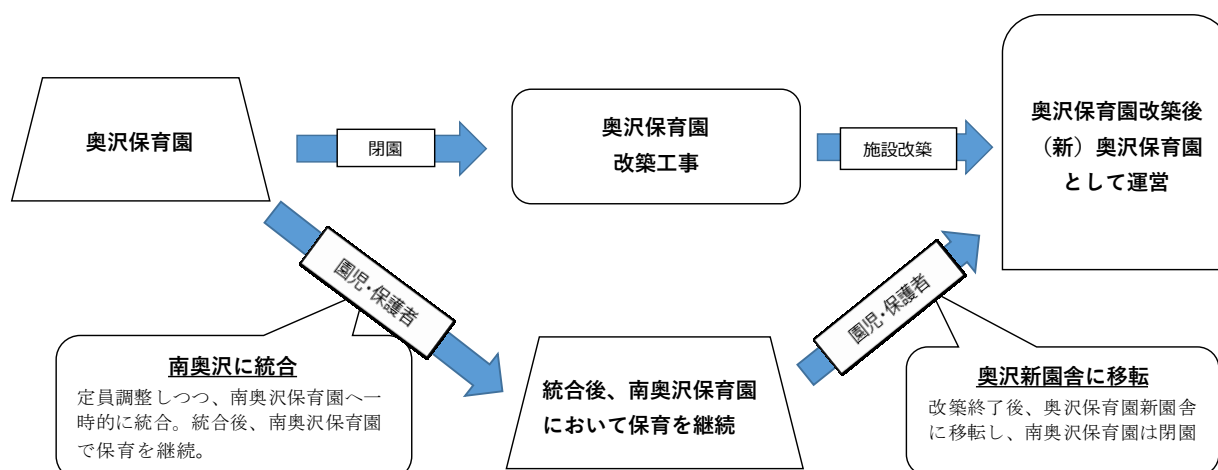 奥沢保育園
閉園
奥沢保育園
改築工事
施設改築
奥沢保育園改築後
（新）奥沢保育園
として運営
園児・保護者
園児・保護者
南奥沢に統合
定員調整しつつ、南奥沢保育園へ一
時的に統合。統合後、南奥沢保育園
で保育を継続。
統合後、南奥沢保育園
において保育を継続
奥沢新園舎に移転
改築終了後、奥沢保育園新園舎
に移転し、南奥沢保育園は閉園